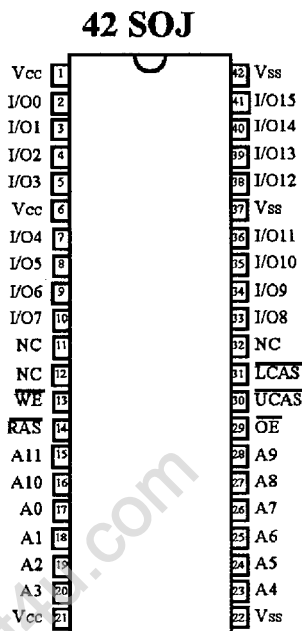 42 SOJ
Vcc 1 42 Vss
I/O0 2 41 I/O15
I/O1 3 40 I/O14
I/O2 4 39 I/O13
I/O3 5 38 I/O12
Vcc 6 37 Vss
I/O4 7 36 I/O11
I/O5 8 35 I/O10
I/O6 9 34 I/O9
I/O7 10 33 I/O8
NC 11 32 NC
NC 12 31 LCAS
WE 13 30 UCAS
RAS 14 29 OE
A11 15 28 A9
A10 16 27 A8
A0 17 26 A7
A1 18 25 A6
A2 19 24 A5
A3 20 23 A4
Vcc 21 22 Vss
t4u.com